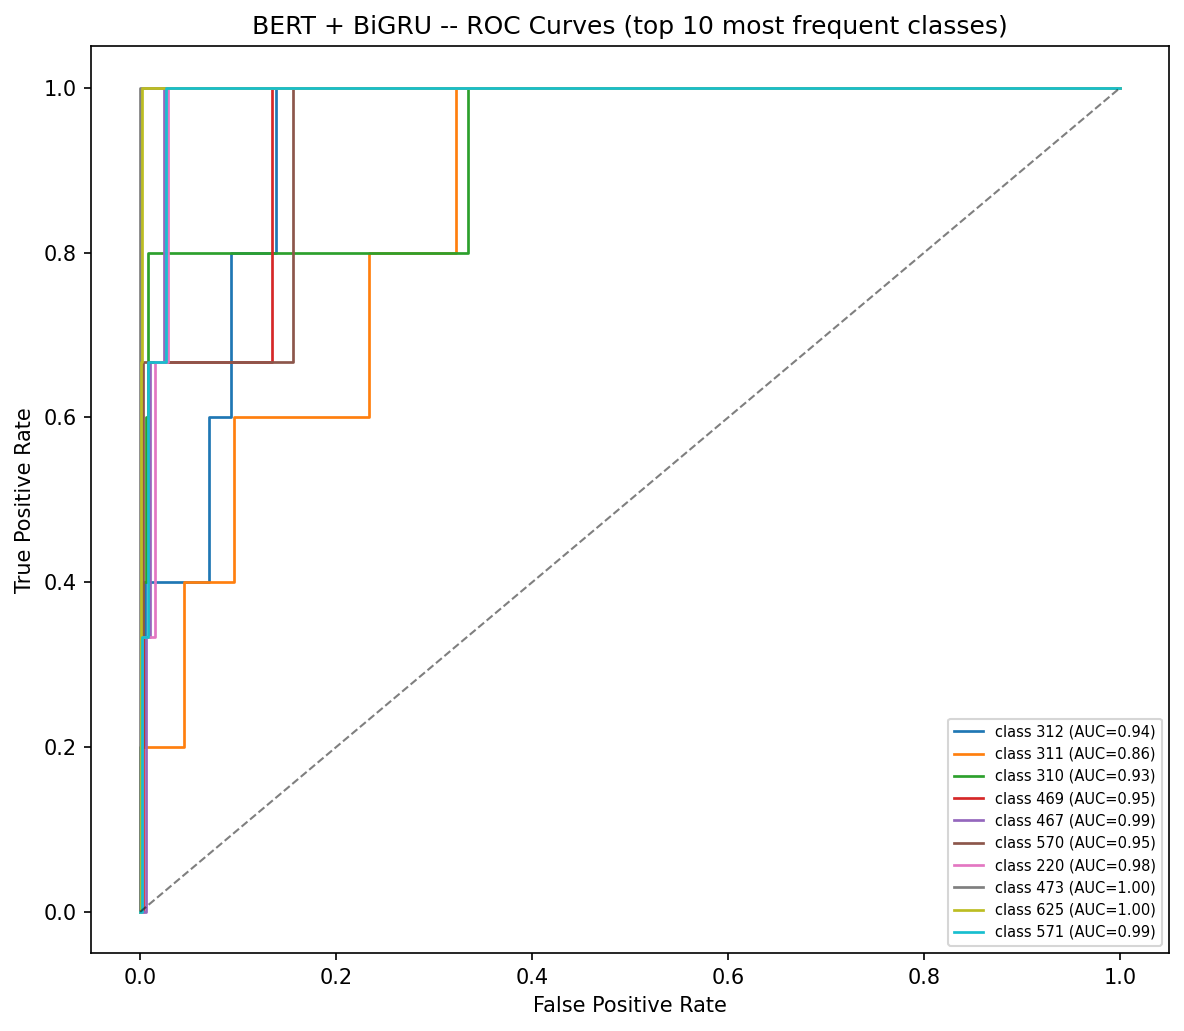 BERT + BiGRU -- ROC Curves (top 10 most frequent classes)
True Positive Rate
1.0
0.8
0.6
0.4
0.2
0.0
0.0 0.2 0.4 0.6 0.8 1.0
False Positive Rate
class 312 (AUC=0.94)
class 311 (AUC=0.86)
class 310 (AUC=0.93)
class 469 (AUC=0.95)
class 467 (AUC=0.99)
class 570 (AUC=0.95)
class 220 (AUC=0.98)
class 473 (AUC=1.00)
class 625 (AUC=1.00)
class 571 (AUC=0.99)